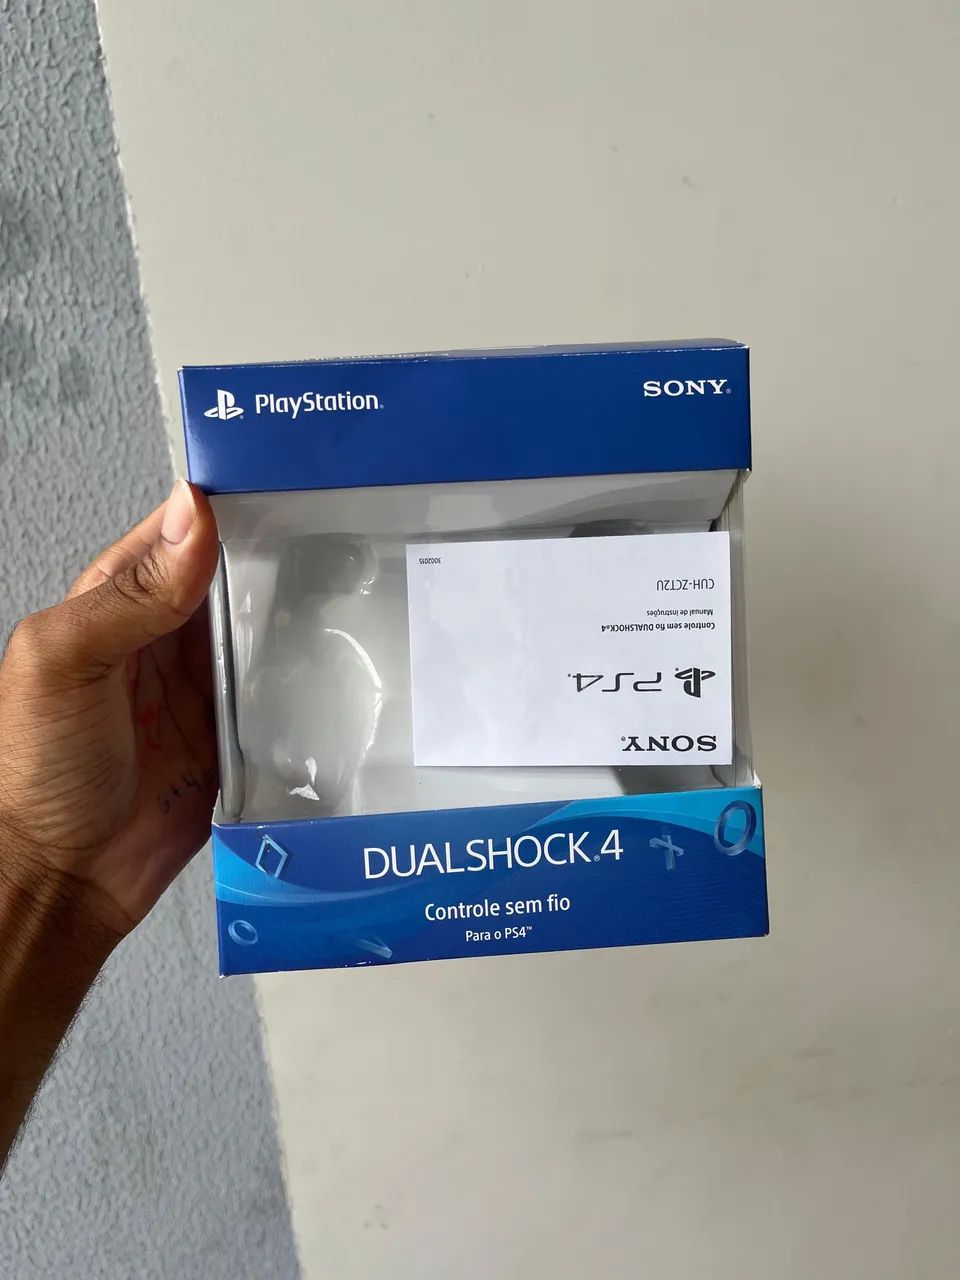 PlayStation®
SONY®
3002015
CUH-ZCT2U
Manual de instruções
Controle sem fio DUALSHOCK®4
PS4®
SONY®
DUALSHOCK®4
Controle sem fio
Para o PS4™